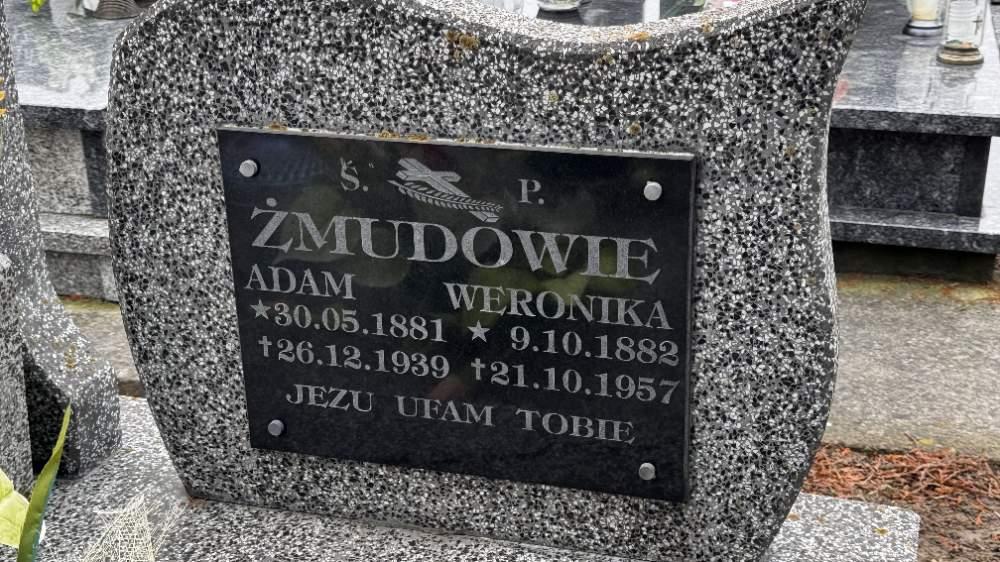 Ś. P.
ŻMUDOWIE
ADAM WERONIKA
★30.05.1881 ★ 9.10.1882
†26.12.1939 †21.10.1957
JEZU UFAM TOBIE